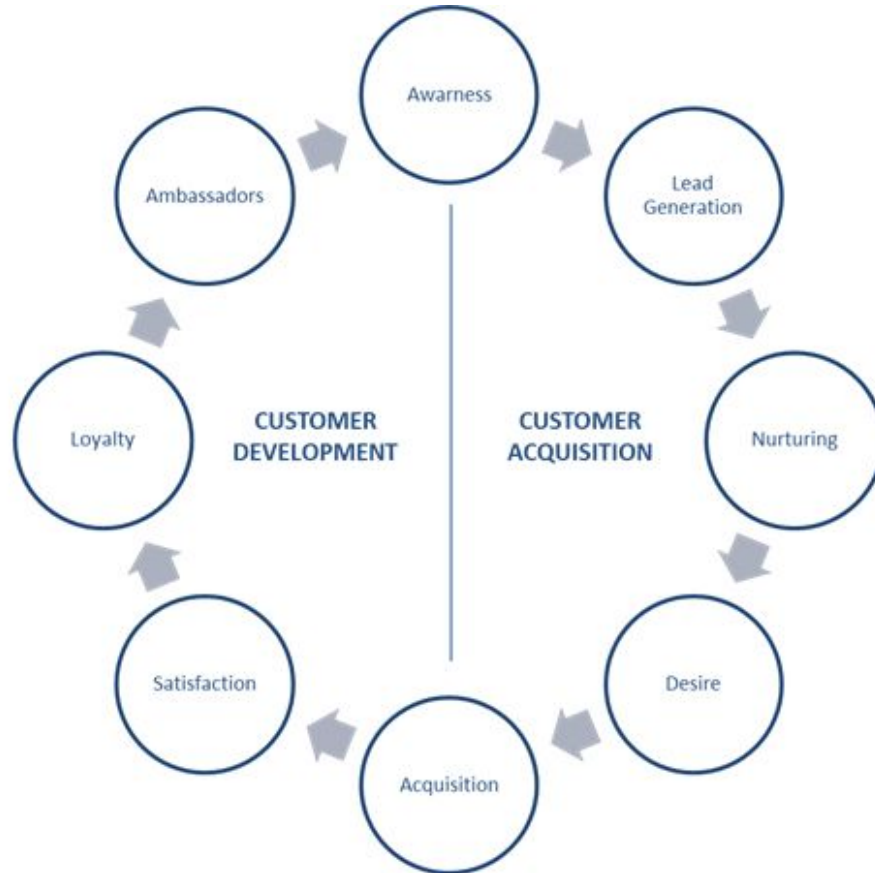 Awarness
Lead
Generation
Nurturing
Desire
Acquisition
Satisfaction
Loyalty
Ambassadors
CUSTOMER
DEVELOPMENT
CUSTOMER
ACQUISITION